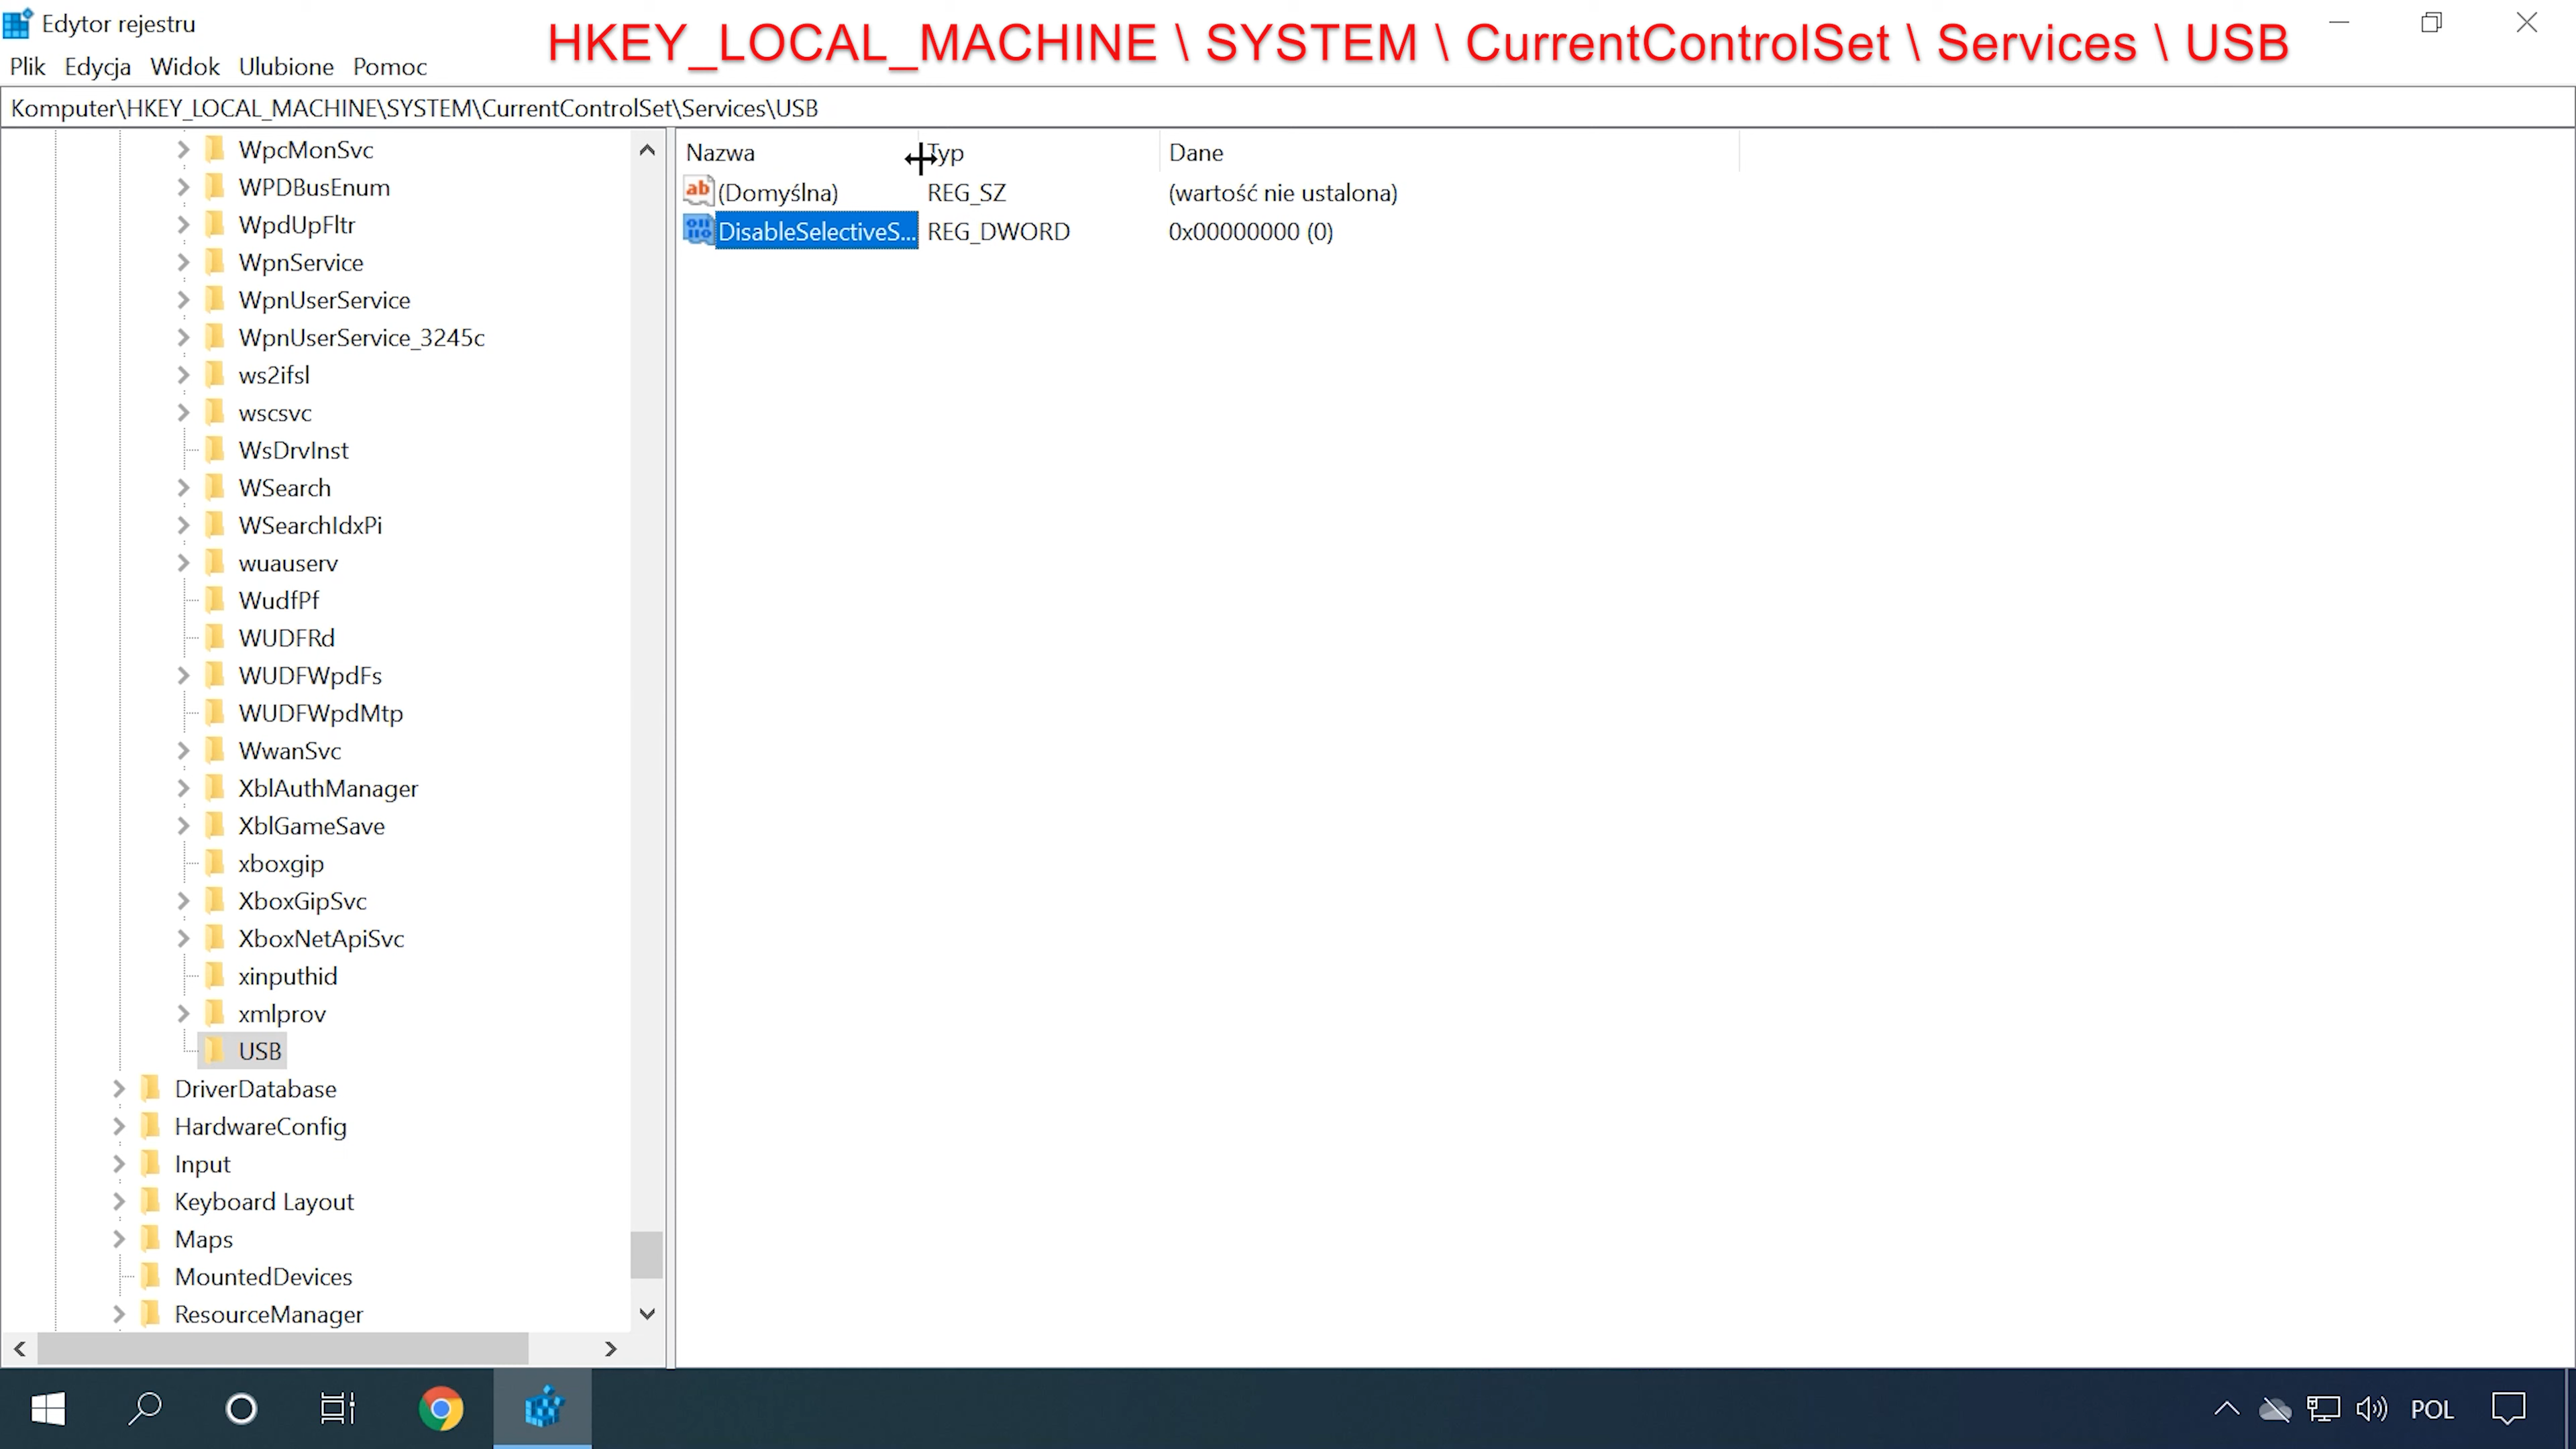 Edytor rejestru
HKEY_LOCAL_MACHINE \ SYSTEM \ CurrentControlSet \ Services \ USB
Plik Edycja Widok Ulubione Pomoc
Komputer\HKEY_LOCAL_MACHINE\SYSTEM\CurrentControlSet\Services\USB
WpcMonSvc
WPDBusEnum
WpdUpFltr
WpnService
WpnUserService
WpnUserService_3245c
ws2ifsl
wscsvc
WsDrvInst
WSearch
WSearchIdxPi
wuauserv
WudfPf
WUDFRd
WUDFWpdFs
WUDFWpdMtp
WwanSvc
XblAuthManager
XblGameSave
xboxgip
XboxGipSvc
XboxNetApiSvc
xinputhid
xmlprov
USB
DriverDatabase
HardwareConfig
Input
Keyboard Layout
Maps
MountedDevices
ResourceManager
Nazwa Typ Dane
(Domyślna) REG_SZ (wartość nie ustalona)
DisableSelectiveS... REG_DWORD 0x00000000 (0)
POL